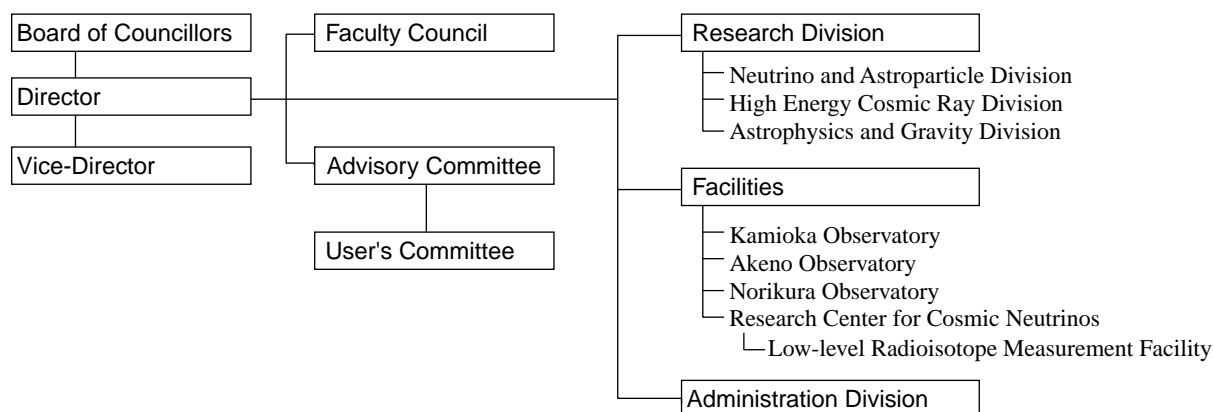 Board of Councillors
Director
Vice-Director
Faculty Council
Advisory Committee
User's Committee
Research Division
Neutrino and Astroparticle Division
High Energy Cosmic Ray Division
Astrophysics and Gravity Division
Facilities
Kamioka Observatory
Akeno Observatory
Norikura Observatory
Research Center for Cosmic Neutrinos
Low-level Radioisotope Measurement Facility
Administration Division